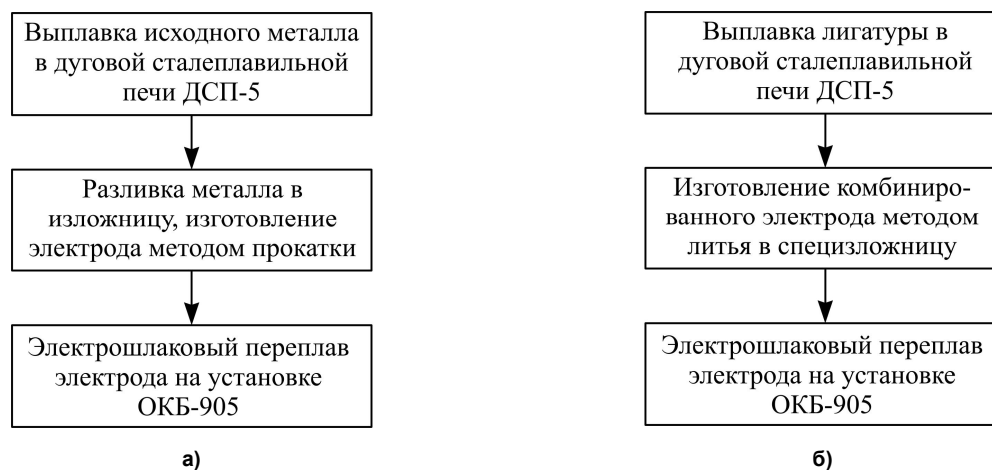 Выплавка исходного металла
в дуговой сталеплавильной
печи ДСП-5
Разливка металла в
изложницу, изготовление
электрода методом прокатки
Электрошлаковый переплав
электрода на установке
ОКБ-905
а)
Выплавка лигатуры в
дуговой сталеплавильной
печи ДСП-5
Изготовление комбиниро-
ванного электрода методом
литья в специзложницу
Электрошлаковый переплав
электрода на установке
ОКБ-905
б)